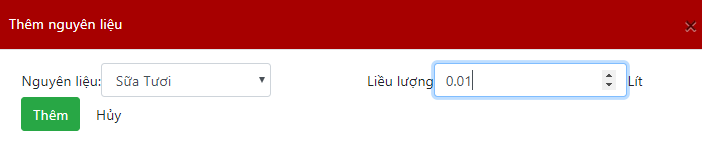 Thêm nguyên liệu
Nguyên liệu: Sữa Tươi Liều lượng 0.01 Lít
Thêm Hủy